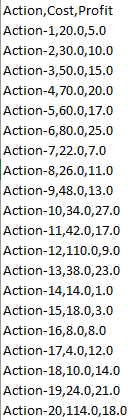 Action,Cost,Profit
Action-1,20.0,5.0
Action-2,30.0,10.0
Action-3,50.0,15.0
Action-4,70.0,20.0
Action-5,60.0,17.0
Action-6,80.0,25.0
Action-7,22.0,7.0
Action-8,26.0,11.0
Action-9,48.0,13.0
Action-10,34.0,27.0
Action-11,42.0,17.0
Action-12,110.0,9.0
Action-13,38.0,23.0
Action-14,14.0,1.0
Action-15,18.0,3.0
Action-16,8.0,8.0
Action-17,4.0,12.0
Action-18,10.0,14.0
Action-19,24.0,21.0
Action-20,114.0,18.0